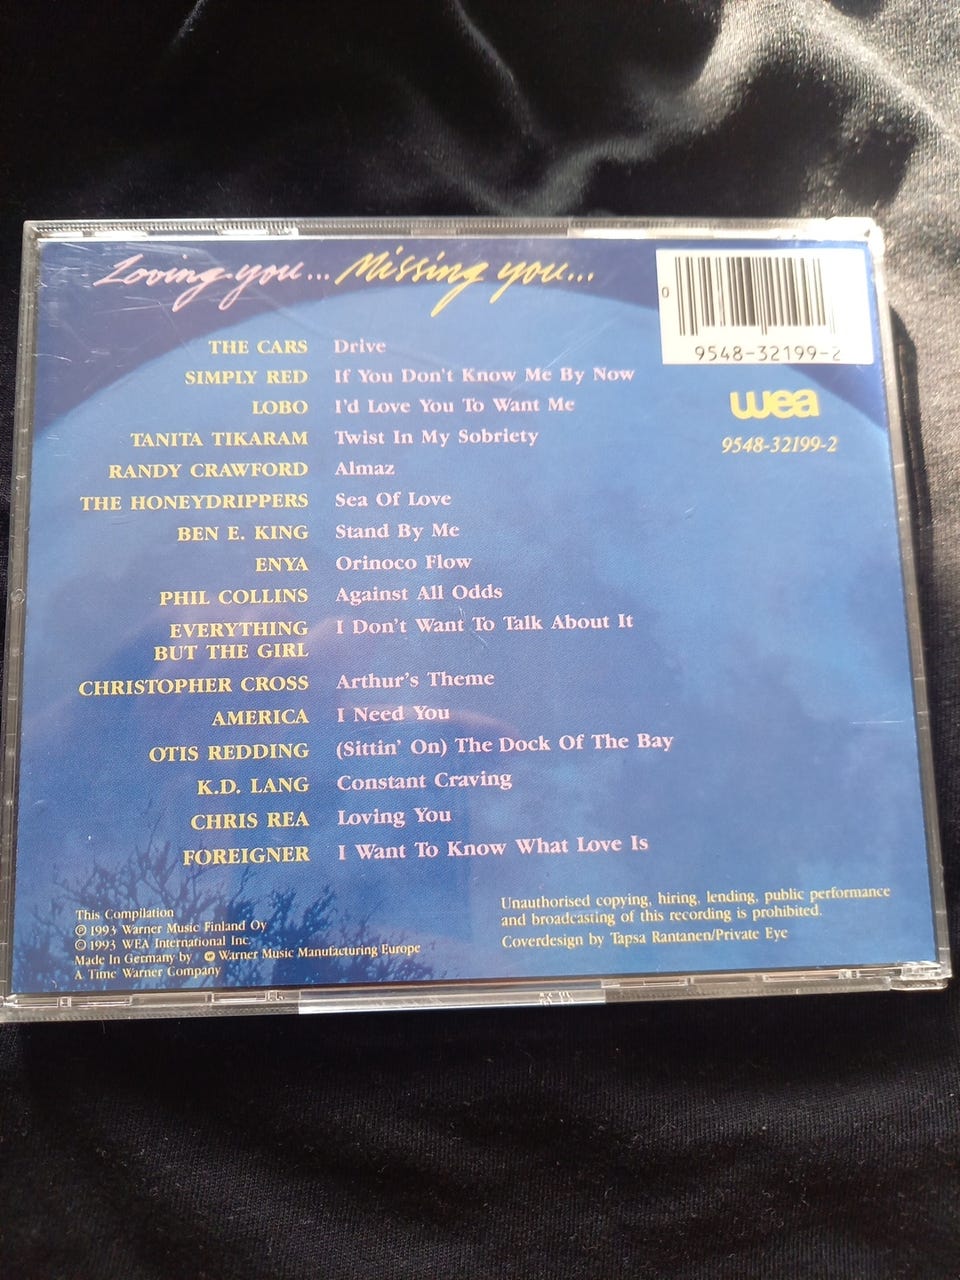 Loving you... Missing you...
0
9548-32199-2
wea
9548-32199-2
THE CARS Drive
SIMPLY RED If You Don't Know Me By Now
LOBO I'd Love You To Want Me
TANITA TIKARAM Twist In My Sobriety
RANDY CRAWFORD Almaz
THE HONEYDRIPPERS Sea Of Love
BEN E. KING Stand By Me
ENYA Orinoco Flow
PHIL COLLINS Against All Odds
EVERYTHING I Don't Want To Talk About It
BUT THE GIRL
CHRISTOPHER CROSS Arthur's Theme
AMERICA I Need You
OTIS REDDING (Sittin' On) The Dock Of The Bay
K.D. LANG Constant Craving
CHRIS REA Loving You
FOREIGNER I Want To Know What Love Is
This Compilation
℗ 1993 Warner Music Finland Oy
© 1993 WEA International Inc.
Made In Germany by Warner Music Manufacturing Europe
A Time Warner Company
Unauthorised copying, hiring, lending, public performance
and broadcasting of this recording is prohibited.
Coverdesign by Tapsa Rantanen/Private Eye